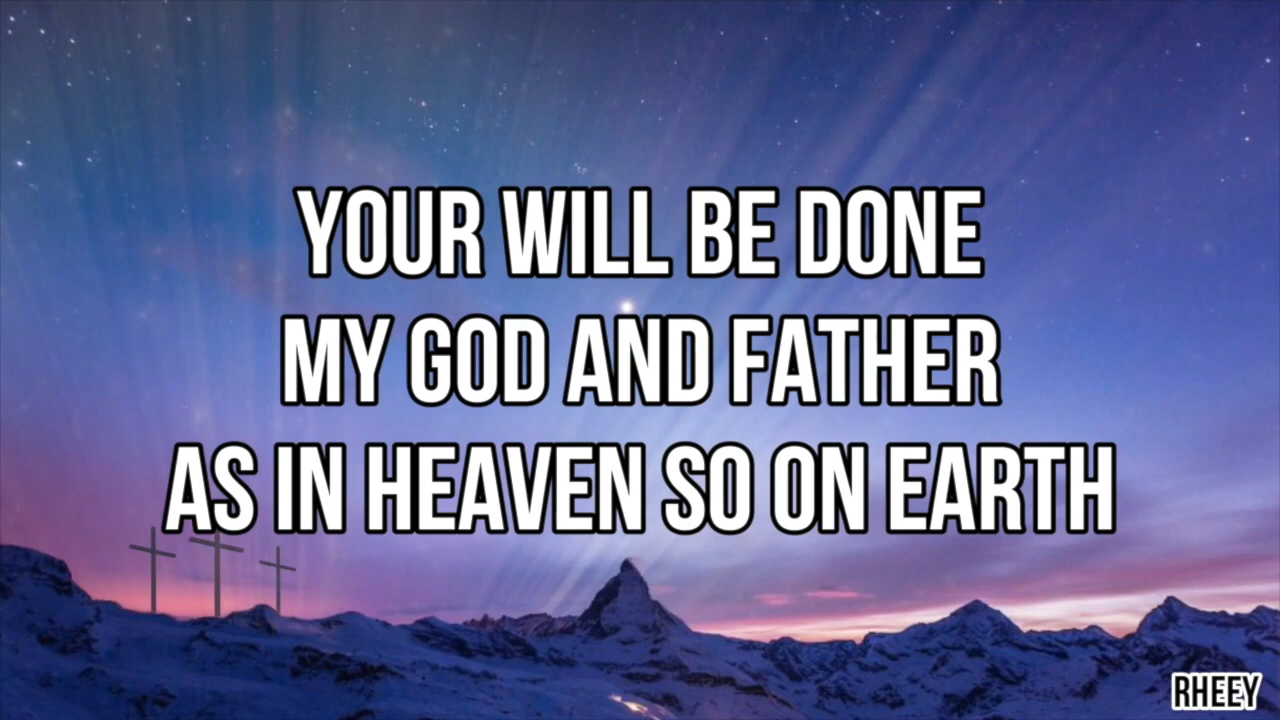 YOUR WILL BE DONE
MY GOD AND FATHER
AS IN HEAVEN SO ON EARTH
RHEEY